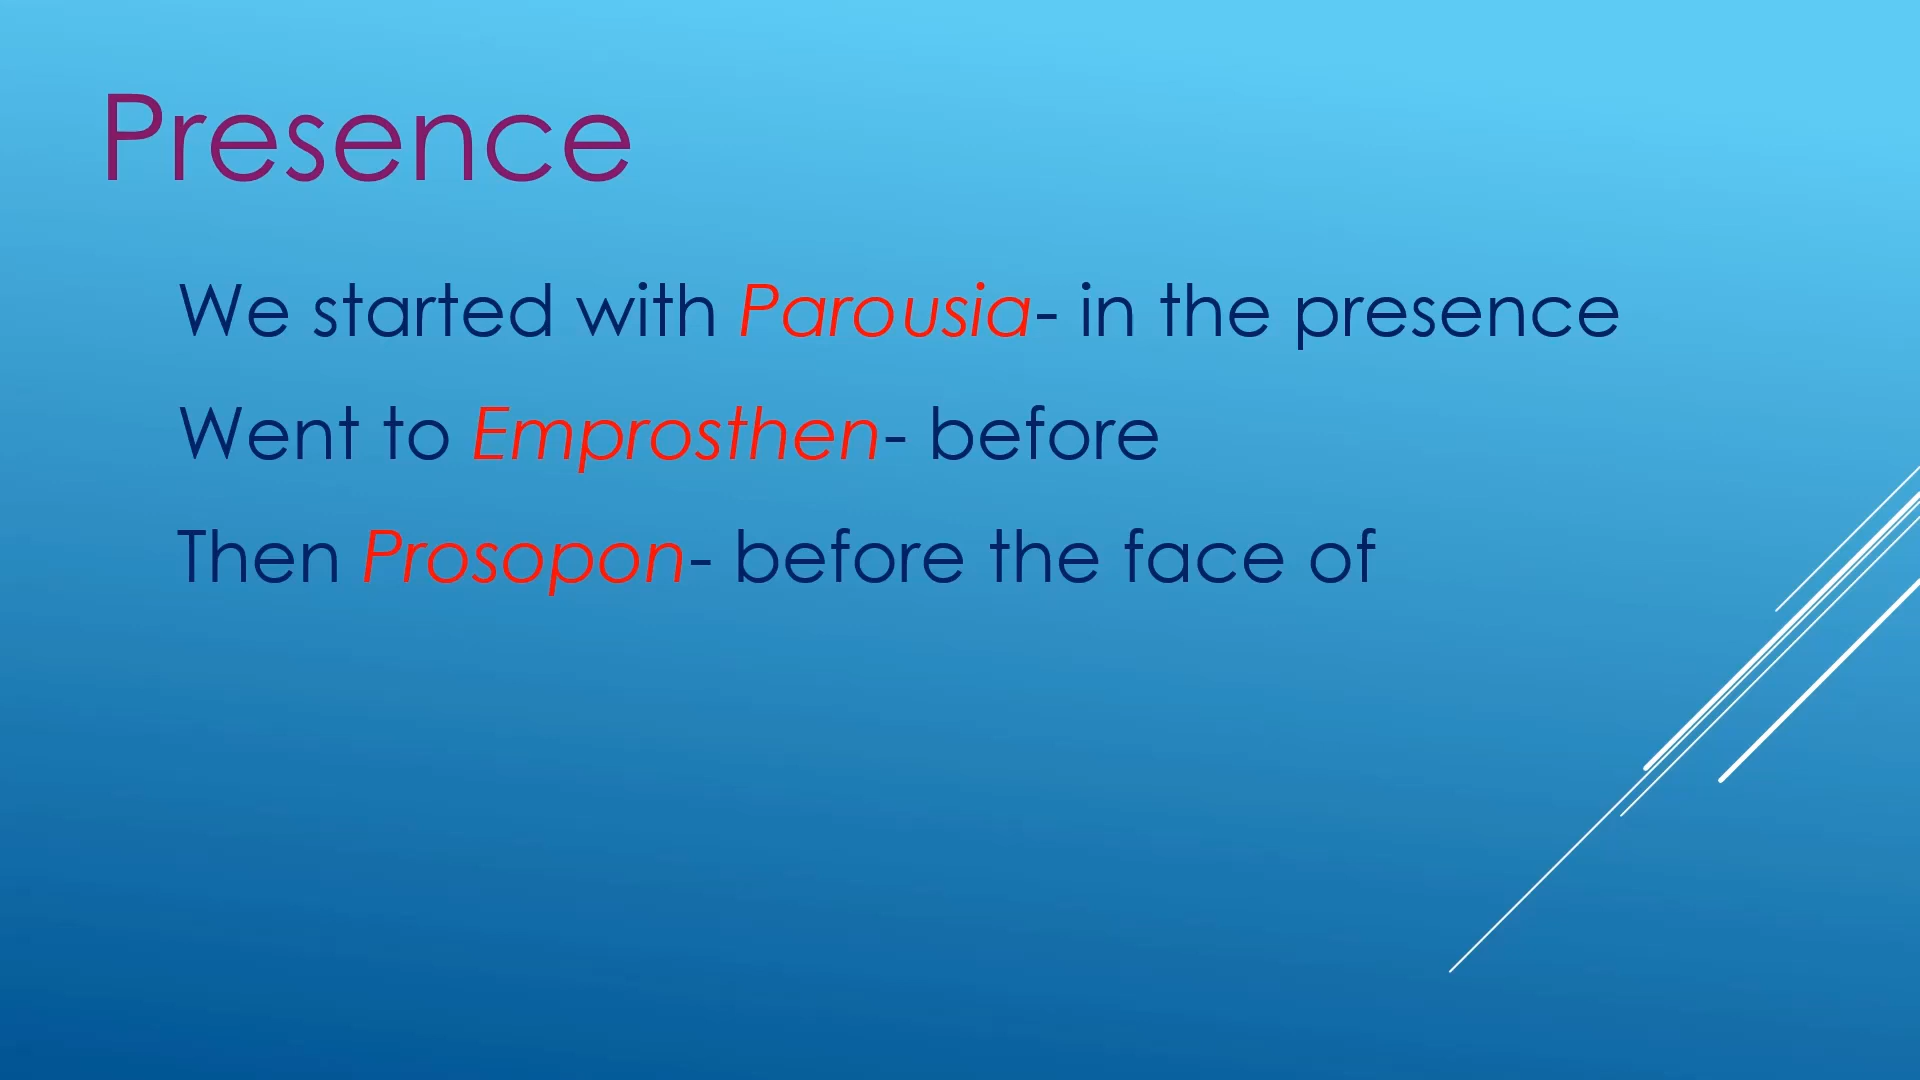 Presence
We started with Parousia- in the presence
Went to Emprosthen- before
Then Prosopon- before the face of